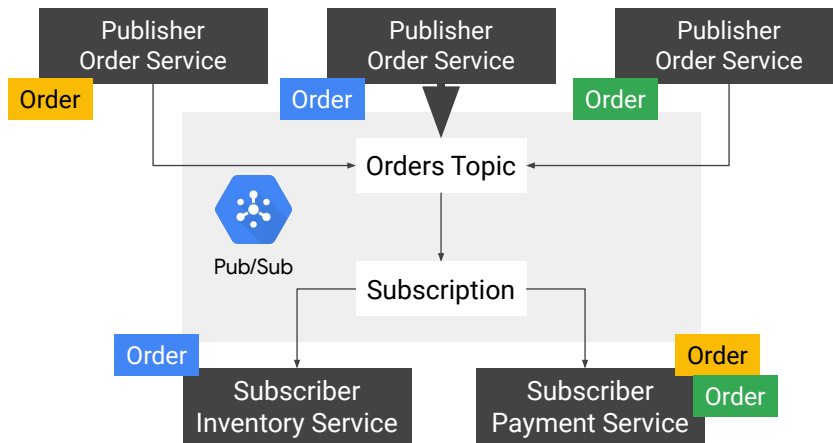 Publisher
Order Service
Publisher
Order Service
Publisher
Order Service
Order
Order
Order
Orders Topic
Pub/Sub
Subscription
Order
Order
Subscriber
Inventory Service
Subscriber
Payment Service
Order